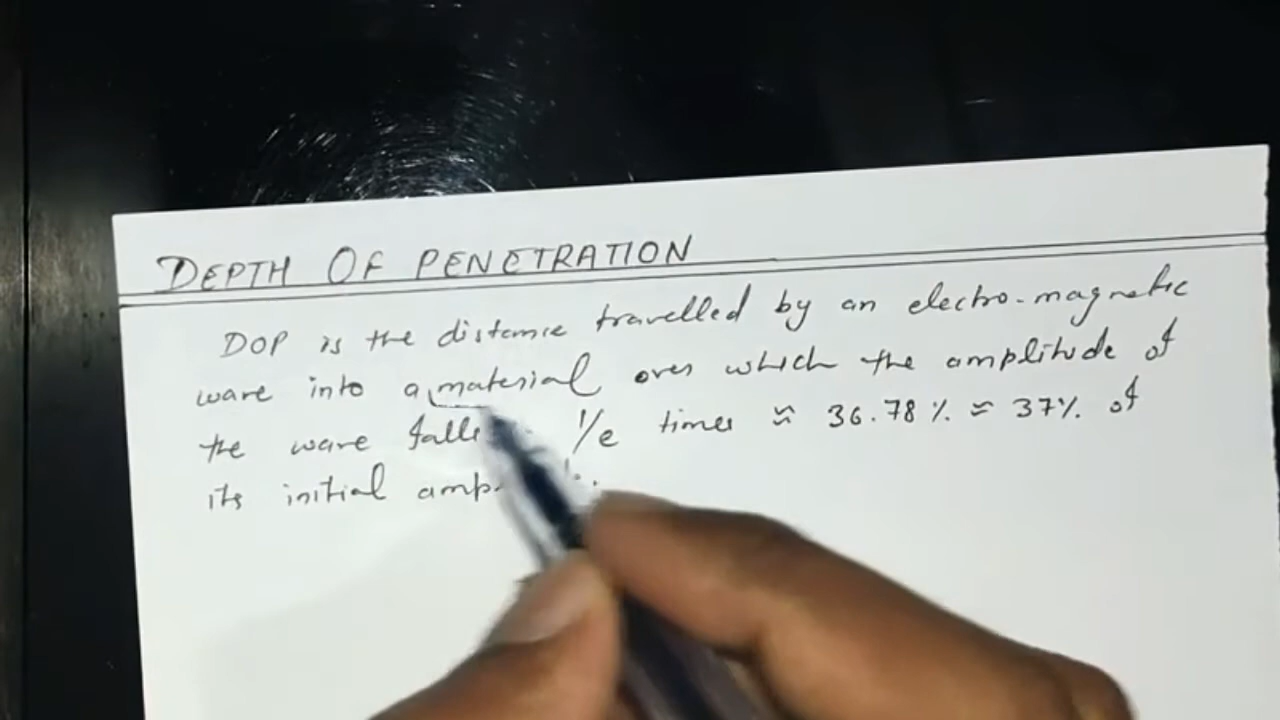 DEPTH OF PENETRATION
DOP is the distance travelled by an electro-magnetic
wave into a material over which the amplitude of
the wave 1/e times ≈ 36.78% ≈ 37% of
its initial